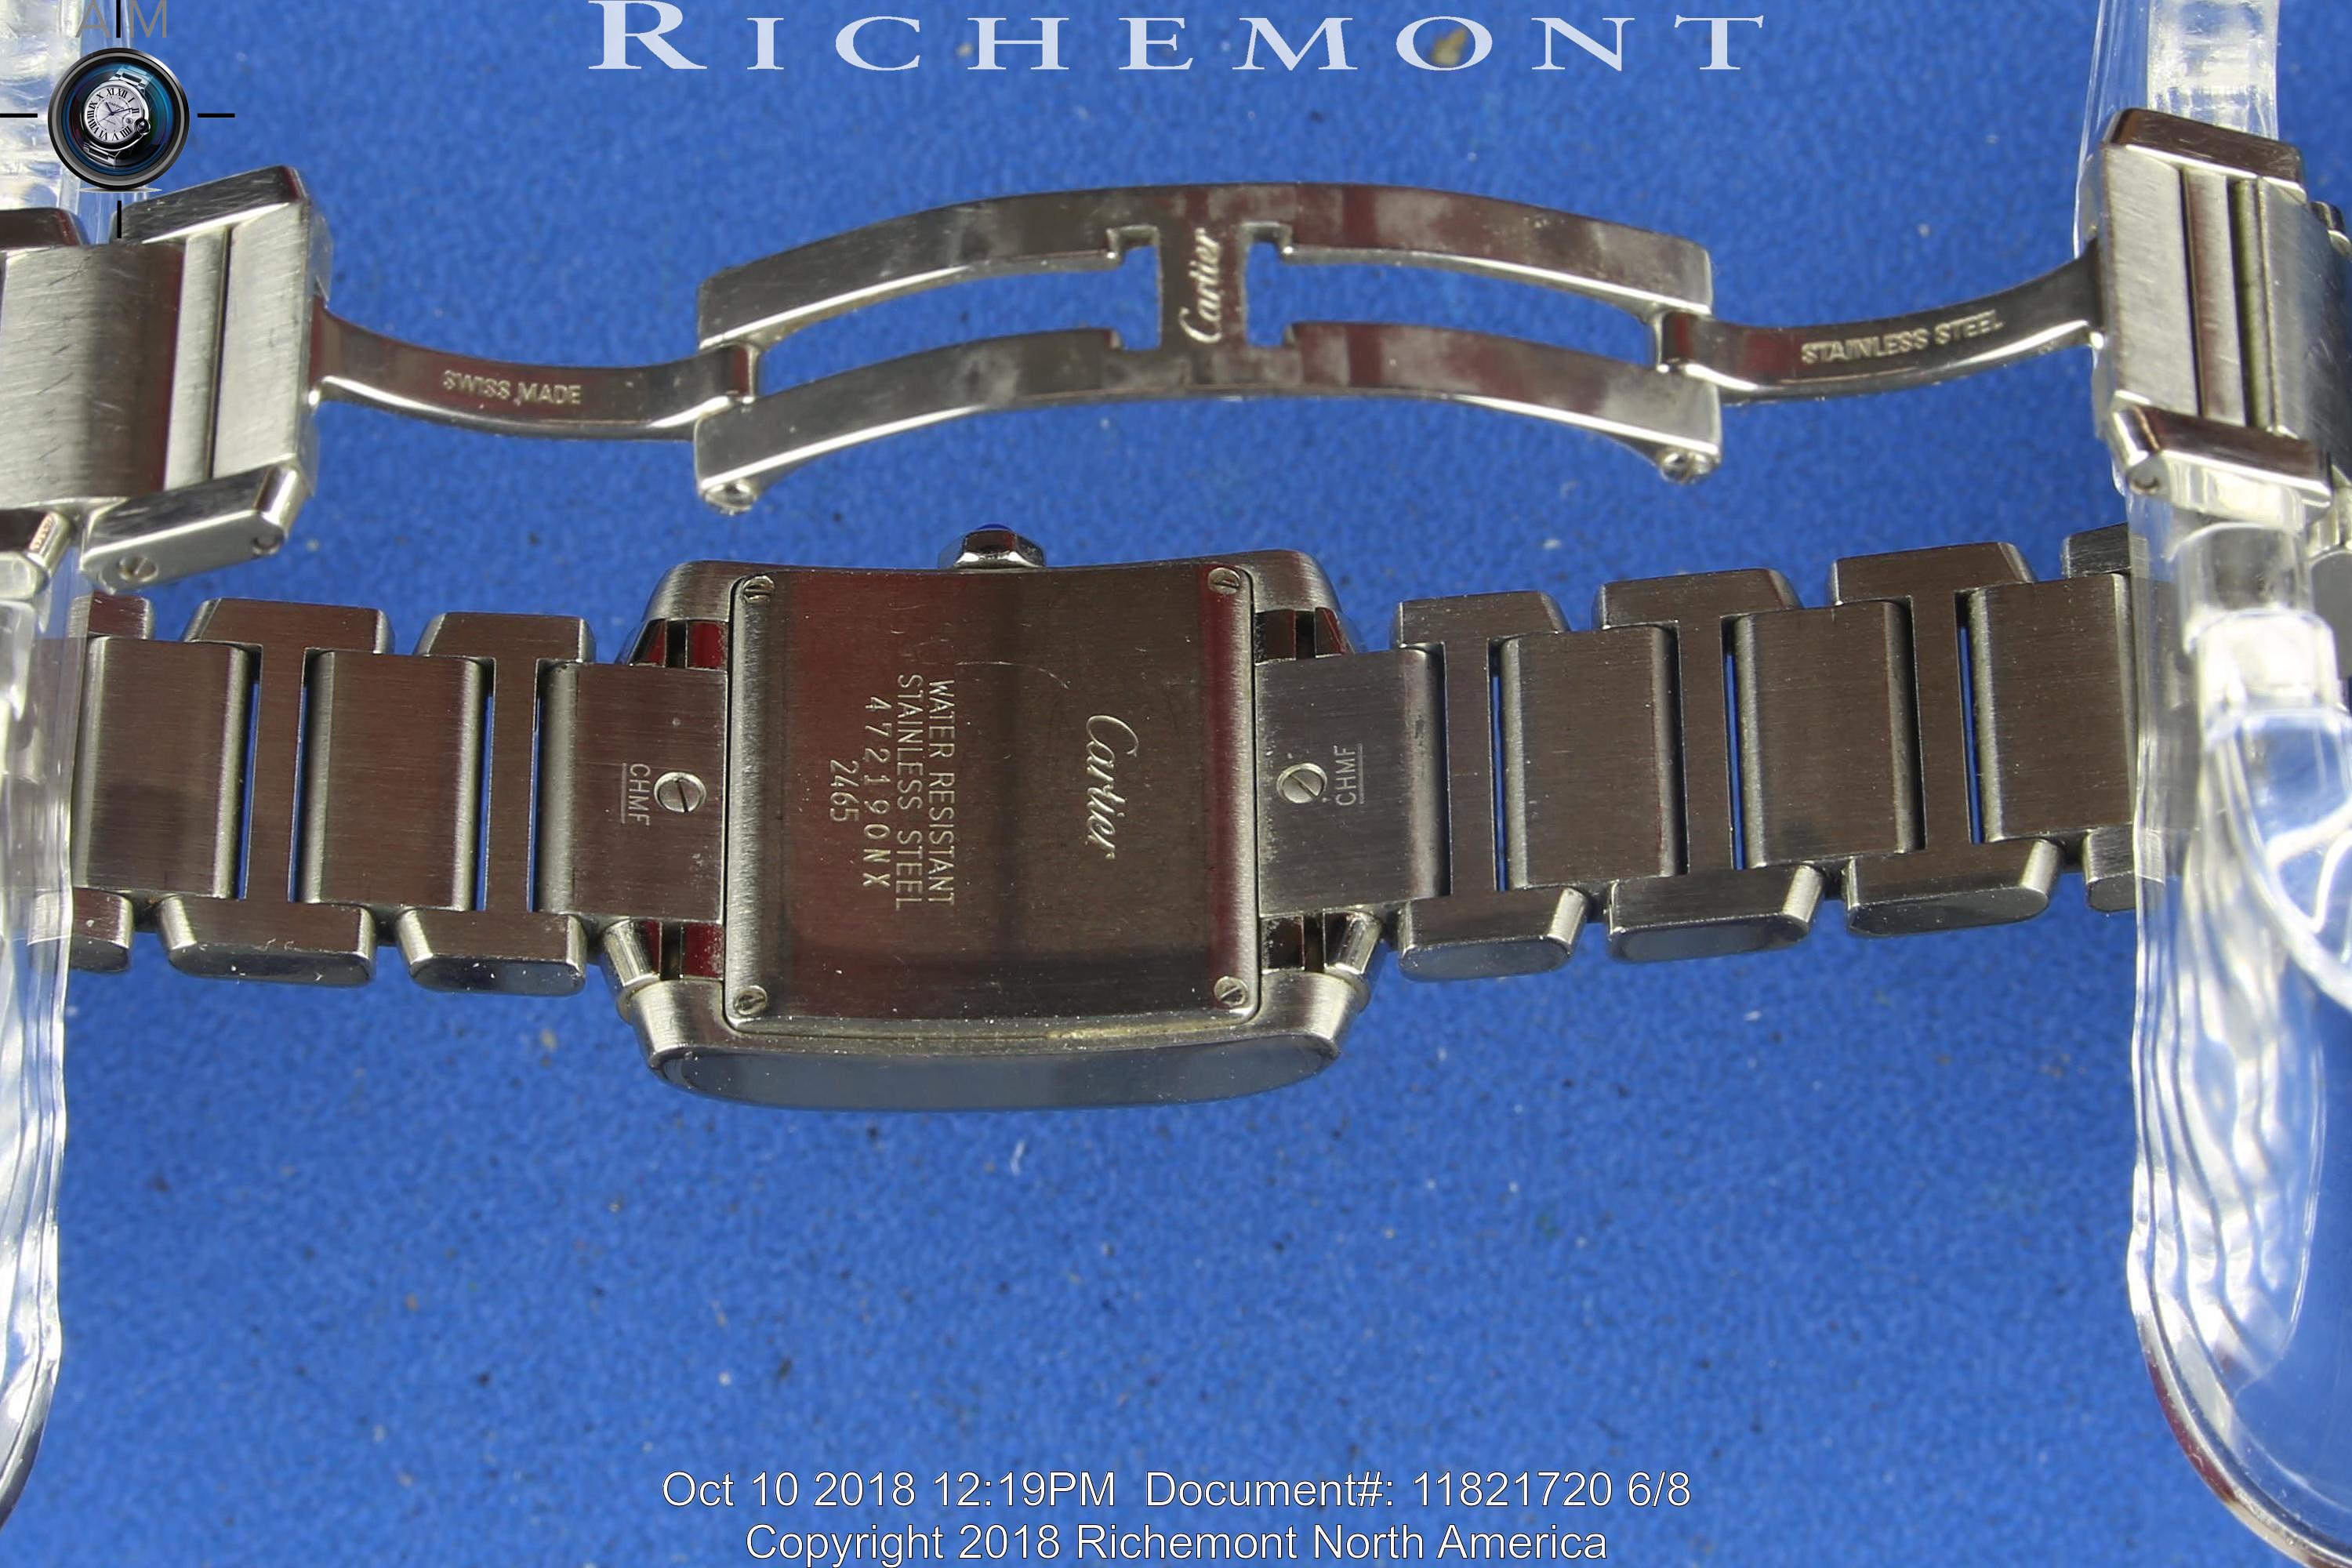 AM
RICHEMONT
Cartier
SWISS MADE
STAINLESS STEEL
Cartier
WATER RESISTANT
STAINLESS STEEL
472190NX
2465
CHMF
CHMF
Oct 10 2018 12:19PM Document#: 11821720 6/8
Copyright 2018 Richemont North America